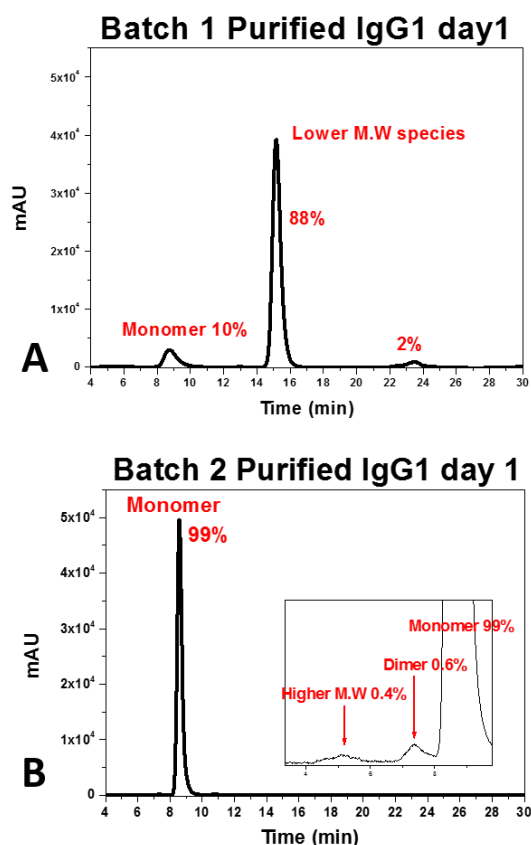 Batch 1 Purified IgG1 day1
5x10⁴
Lower M.W species
4x10⁴
3x10⁴
88%
mAU
2x10⁴
1x10⁴
Monomer 10%
2%
A
0
4 6 8 10 12 14 16 18 20 22 24 26 28 30
Time (min)
Batch 2 Purified IgG1 day 1
Monomer
5x10⁴
99%
4x10⁴
3x10⁴
mAU
2x10⁴
1x10⁴
Monomer 99%
Dimer 0.6%
Higher M.W 0.4%
4 6 8
B
0
4 6 8 10 12 14 16 18 20 22 24 26 28 30
Time (min)